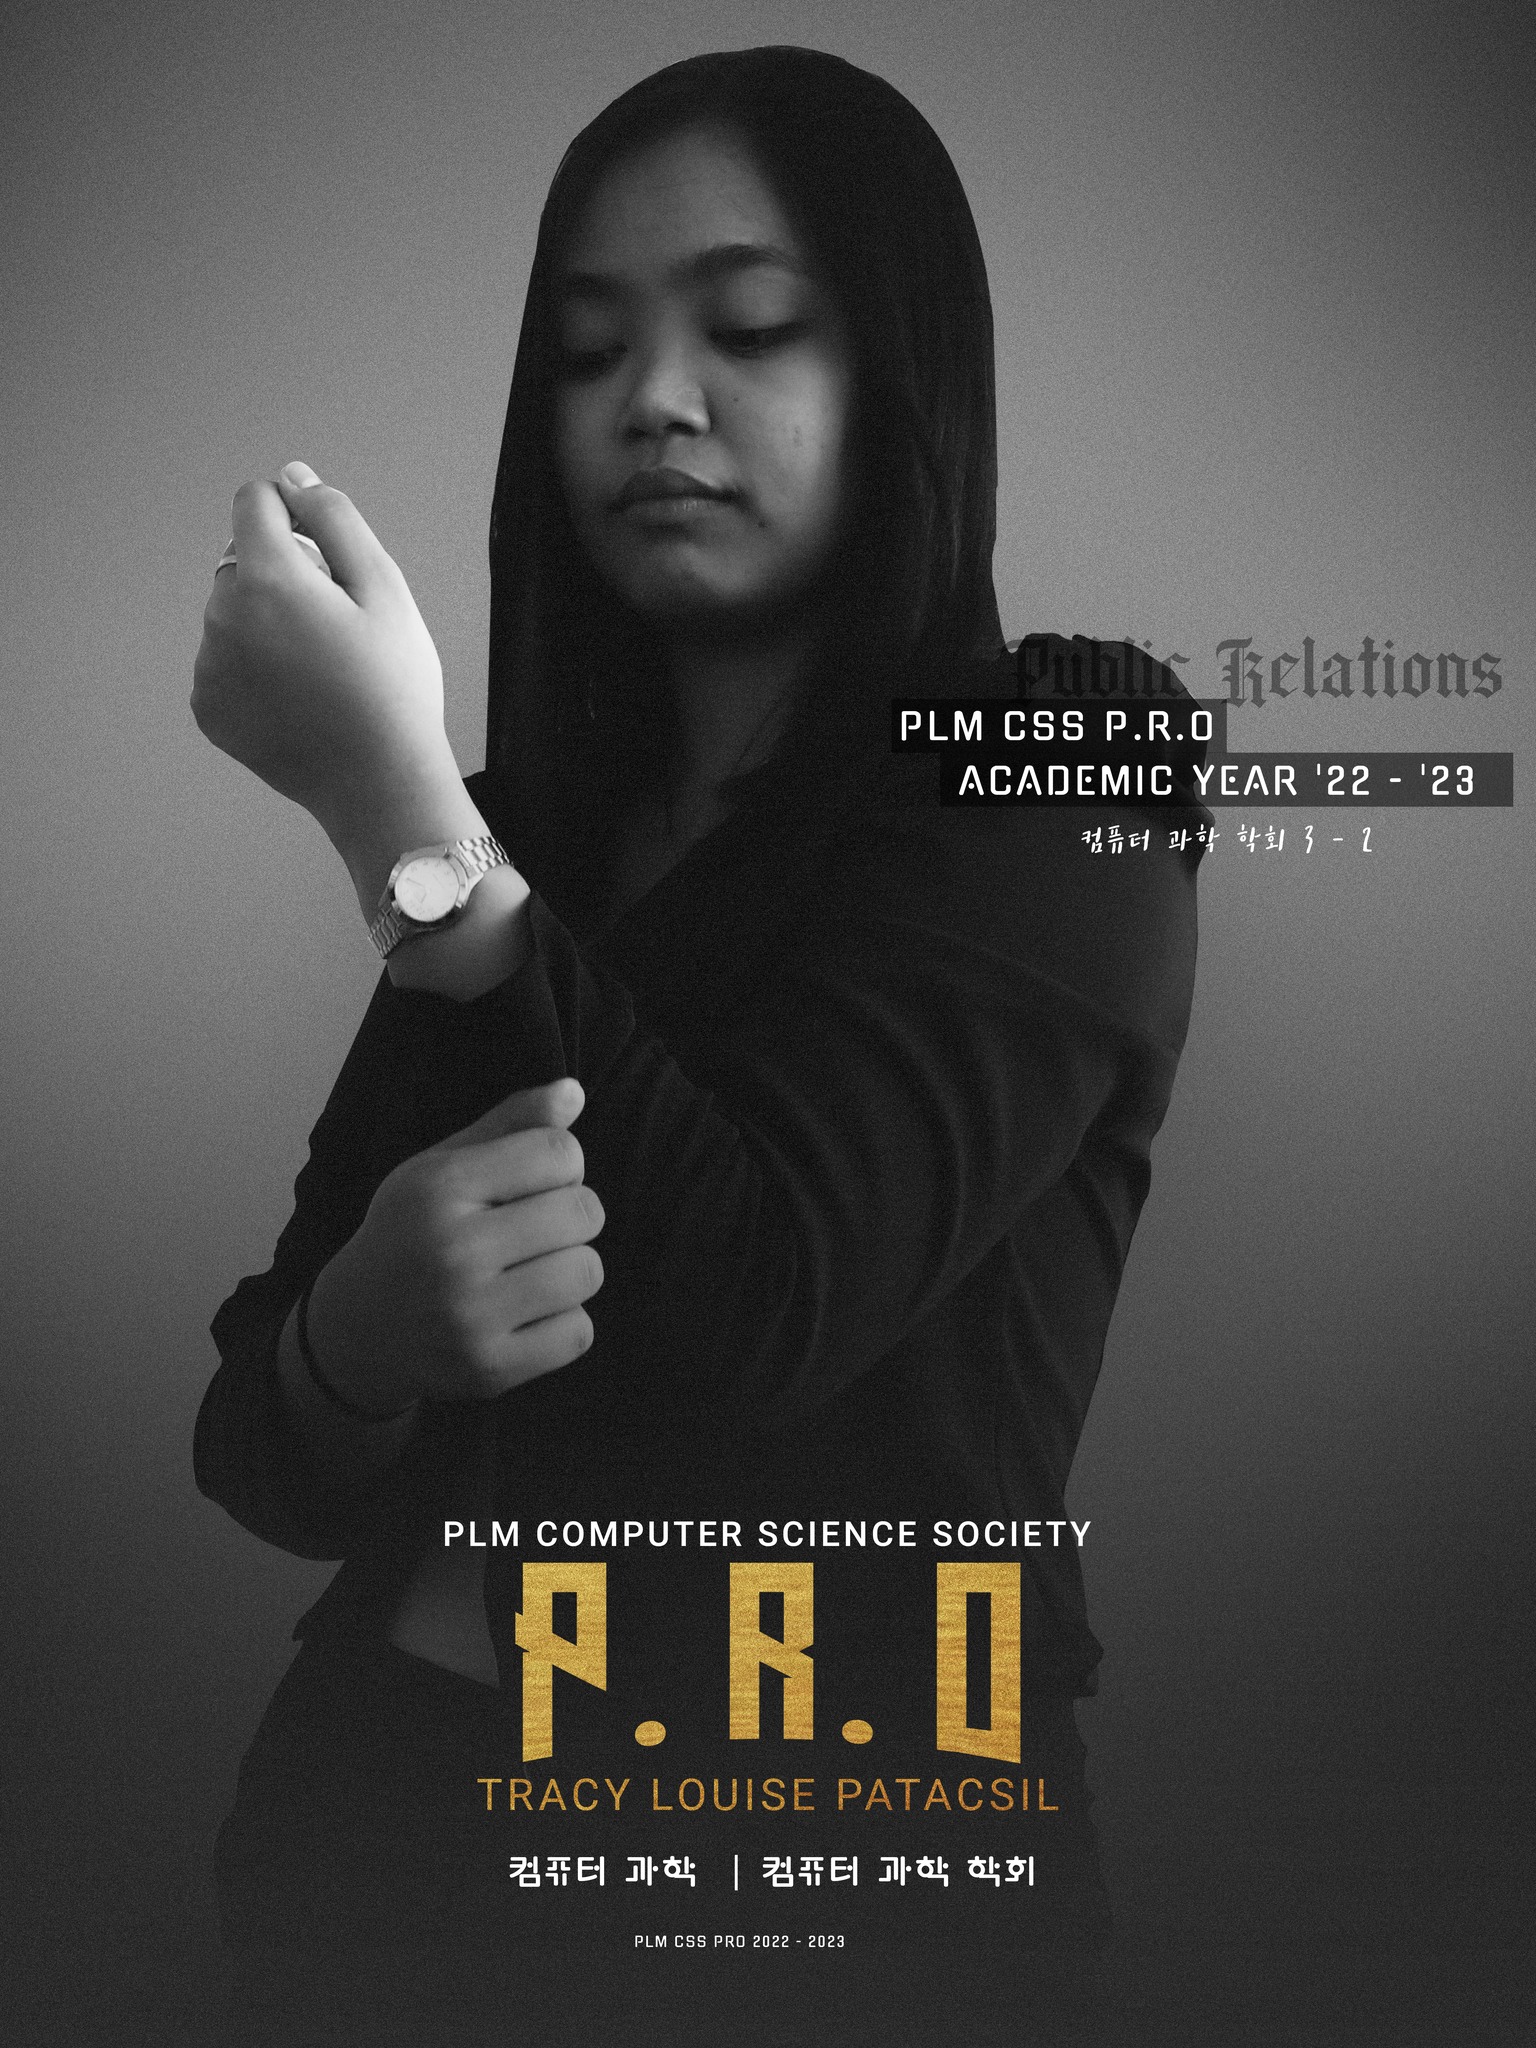 Public Relations
PLM CSS P.R.O
ACADEMIC YEAR '22 - '23
컴퓨터 과학 학회 3 - 2
PLM COMPUTER SCIENCE SOCIETY
P.R.O
TRACY LOUISE PATACSIL
컴퓨터 과학 | 컴퓨터 과학 학회
PLM CSS PRO 2022 - 2023